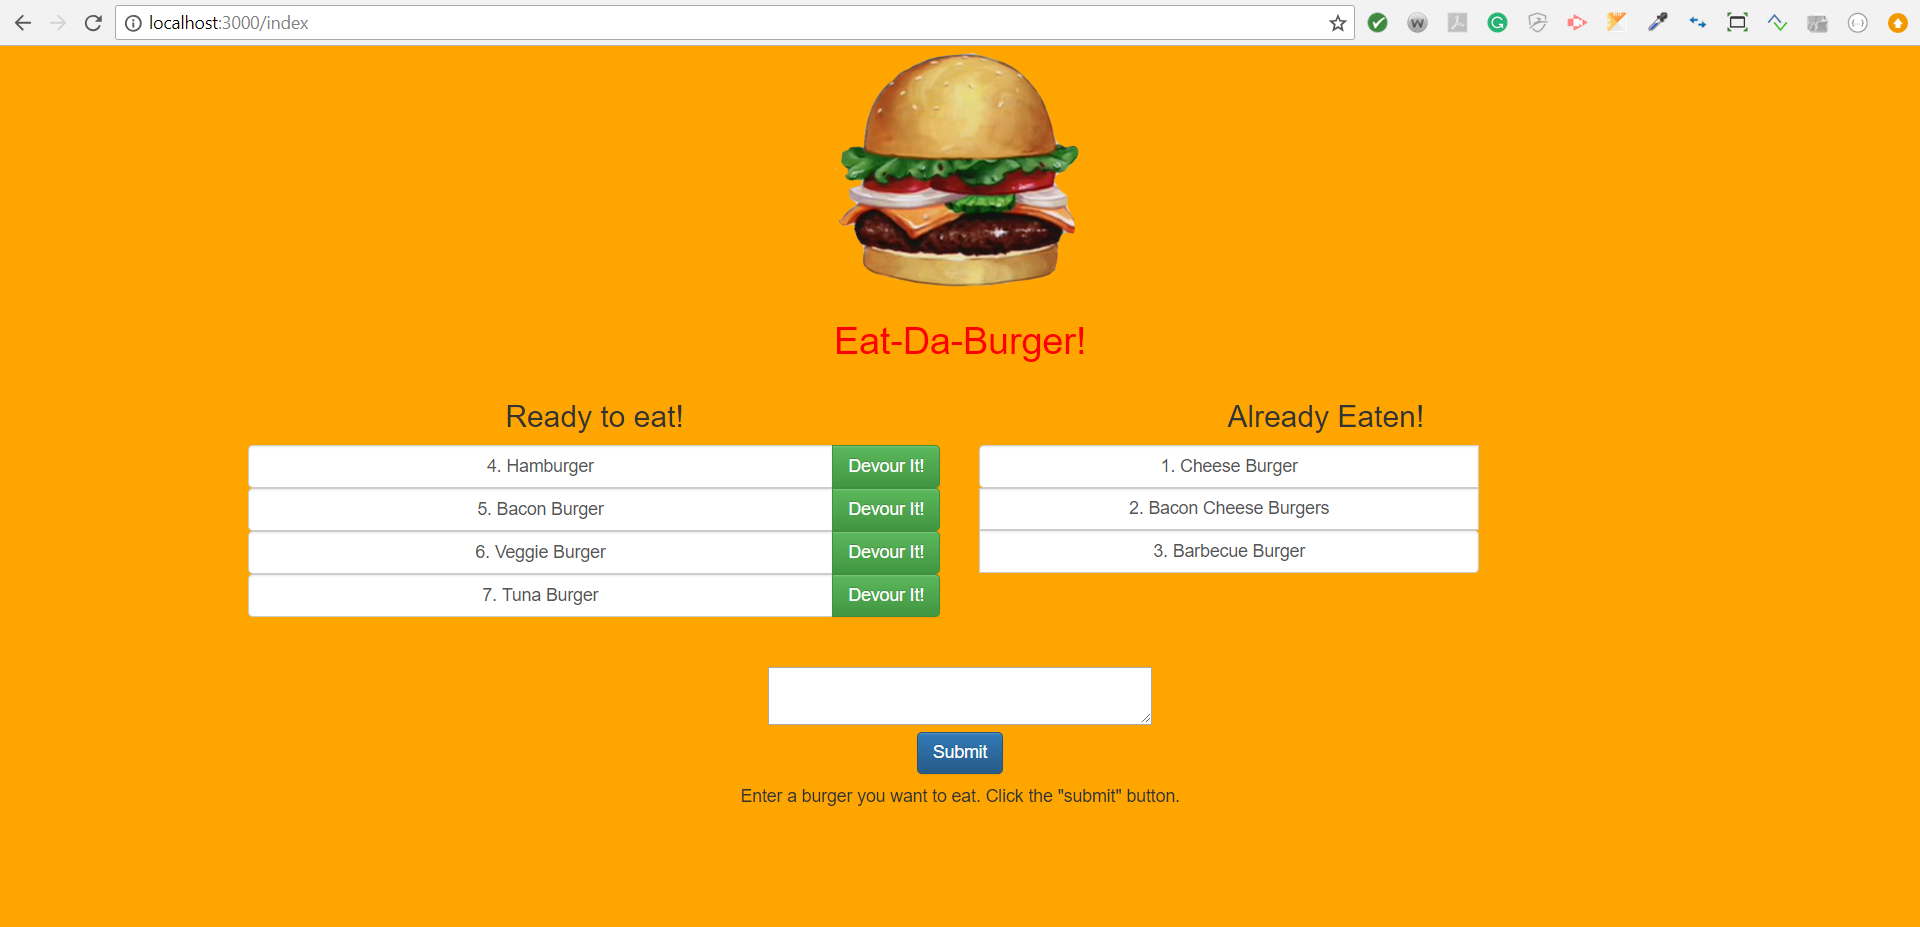 localhost:3000/index
Eat-Da-Burger!
Ready to eat!
4. Hamburger Devour It!
5. Bacon Burger Devour It!
6. Veggie Burger Devour It!
7. Tuna Burger Devour It!
Already Eaten!
1. Cheese Burger
2. Bacon Cheese Burgers
3. Barbecue Burger
Submit
Enter a burger you want to eat. Click the "submit" button.